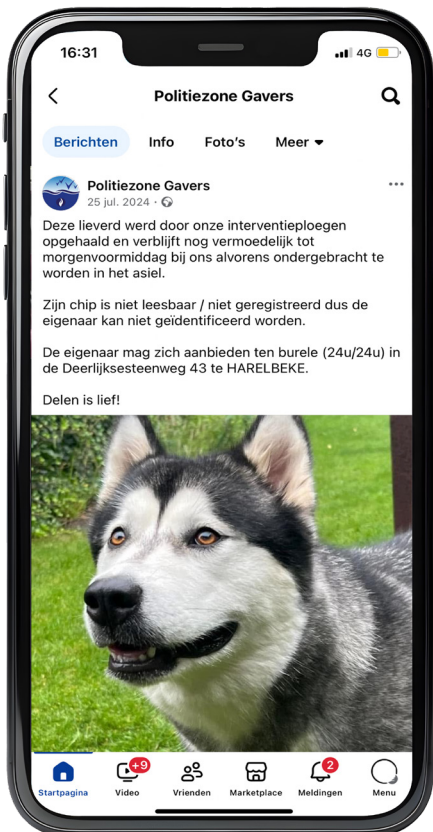 16:31
4G
Politiezone Gavers
Berichten Info Foto's Meer
Politiezone Gavers
25 jul. 2024 ·
Deze lieverd werd door onze interventieploegen
opgehaald en verblijft nog vermoedelijk tot
morgenvoormiddag bij ons alvorens ondergebracht te
worden in het asiel.
Zijn chip is niet leesbaar / niet geregistreerd dus de
eigenaar kan niet geïdentificeerd worden.
De eigenaar mag zich aanbieden ten burele (24u/24u) in
de Deerlijksesteenweg 43 te HARELBEKE.
Delen is lief!
+9 2
Startpagina Video Vrienden Marketplace Meldingen Menu